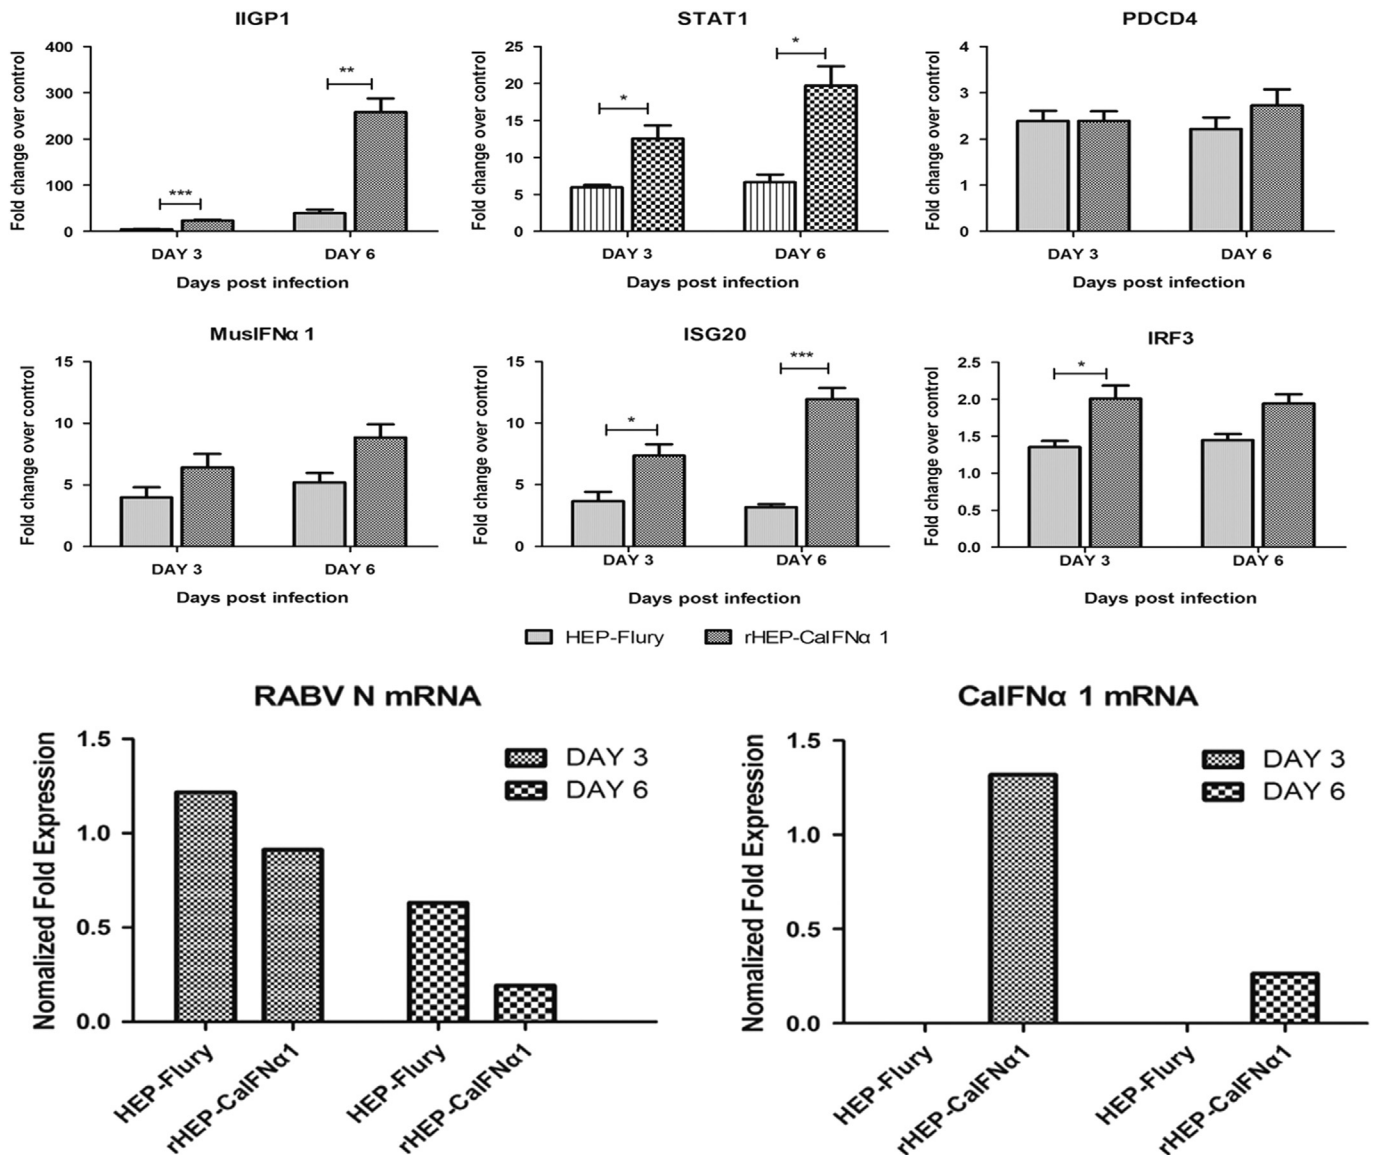 IIGP1
Fold change over control
400
300
200
100
0
***
**
DAY 3 DAY 6
Days post infection
STAT1
Fold change over control
25
20
15
10
5
0
*
*
DAY 3 DAY 6
Days post infection
PDCD4
Fold change over control
4
3
2
1
0
DAY 3 DAY 6
Days post infection
MusIFNα 1
Fold change over control
15
10
5
0
DAY 3 DAY 6
Days post infection
ISG20
Fold change over control
15
10
5
0
*
***
DAY 3 DAY 6
Days post infection
IRF3
Fold change over control
2.5
2.0
1.5
1.0
0.5
0.0
*
DAY 3 DAY 6
Days post infection
HEP-Flury rHEP-CaIFNα 1
RABV N mRNA
Nomalized Fold Expression
1.5
1.0
0.5
0.0
DAY 3
DAY 6
HEP-Flury
rHEP-CaIFNα1
HEP-Flury
rHEP-CaIFNα1
CaIFNα 1 mRNA
Nomalized Fold Expression
1.5
1.0
0.5
0.0
DAY 3
DAY 6
HEP-Flury
rHEP-CaIFNα1
HEP-Flury
rHEP-CaIFNα1